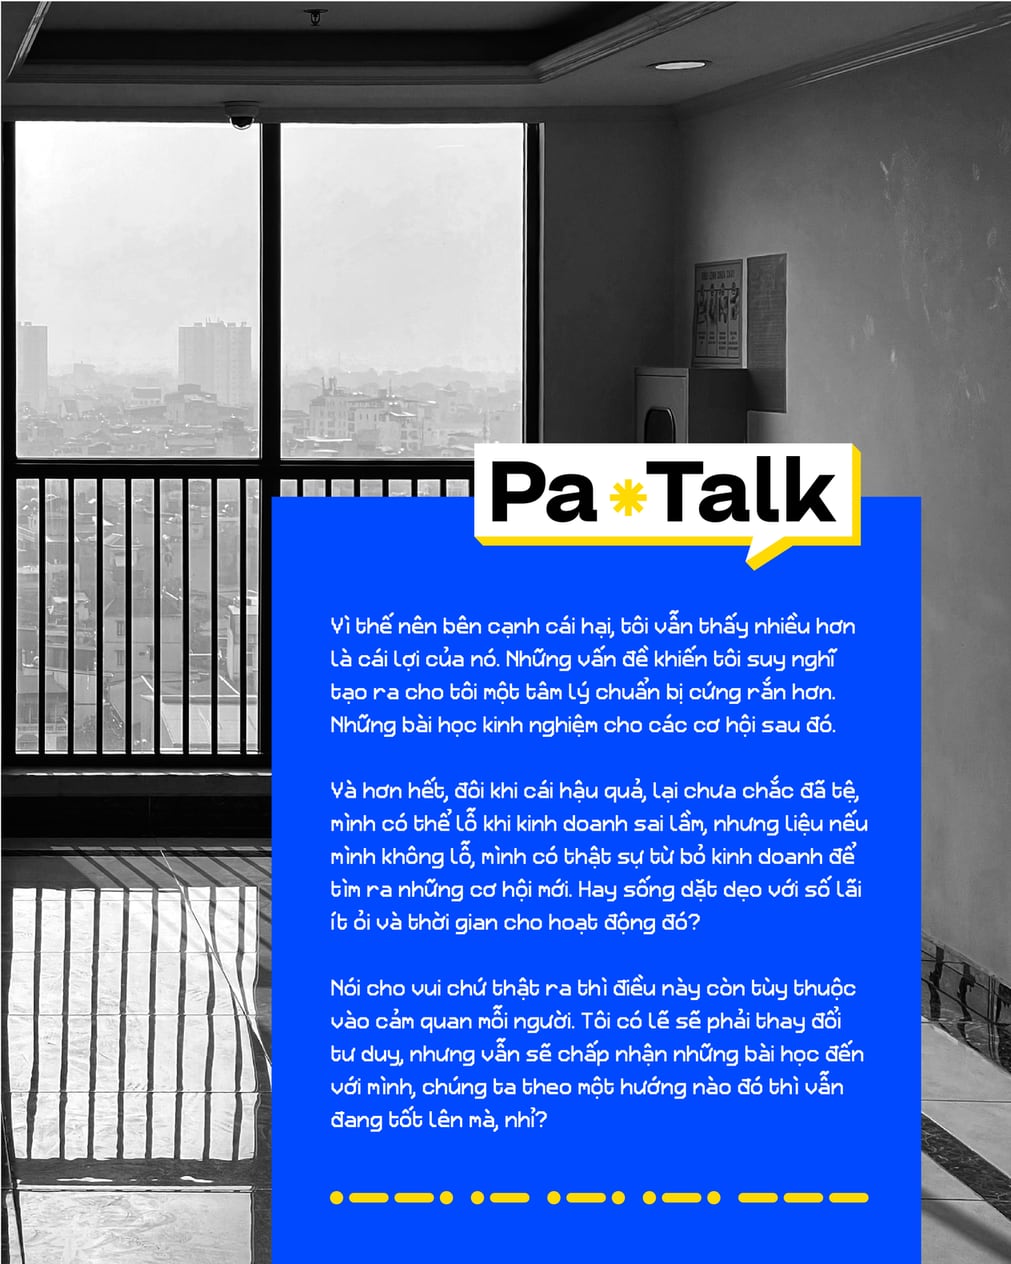 Pa*Talk
Vì thế nên bên cạnh cái hại, tôi vẫn thấy nhiều hơn
là cái lợi của nó. Những vấn đề khiến tôi suy nghĩ
tạo ra cho tôi một tâm lý chuẩn bị cứng rắn hơn.
Những bài học kinh nghiệm cho các cơ hội sau đó.
Và hơn hết, đôi khi cái hậu quả, lại chưa chắc đã tệ,
mình có thể lỗ khi kinh doanh sai lầm, nhưng liệu nếu
mình không lỗ, mình có thật sự từ bỏ kinh doanh để
tìm ra những cơ hội mới. Hay sống dặt dẹo với số lãi
ít ỏi và thời gian cho hoạt động đó?
Nói cho vui chứ thật ra thì điều này còn tùy thuộc
vào cảm quan mỗi người. Tôi có lẽ sẽ phải thay đổi
tư duy, nhưng vẫn sẽ chấp nhận những bài học đến
với mình, chúng ta theo một hướng nào đó thì vẫn
đang tốt lên mà, nhỉ?